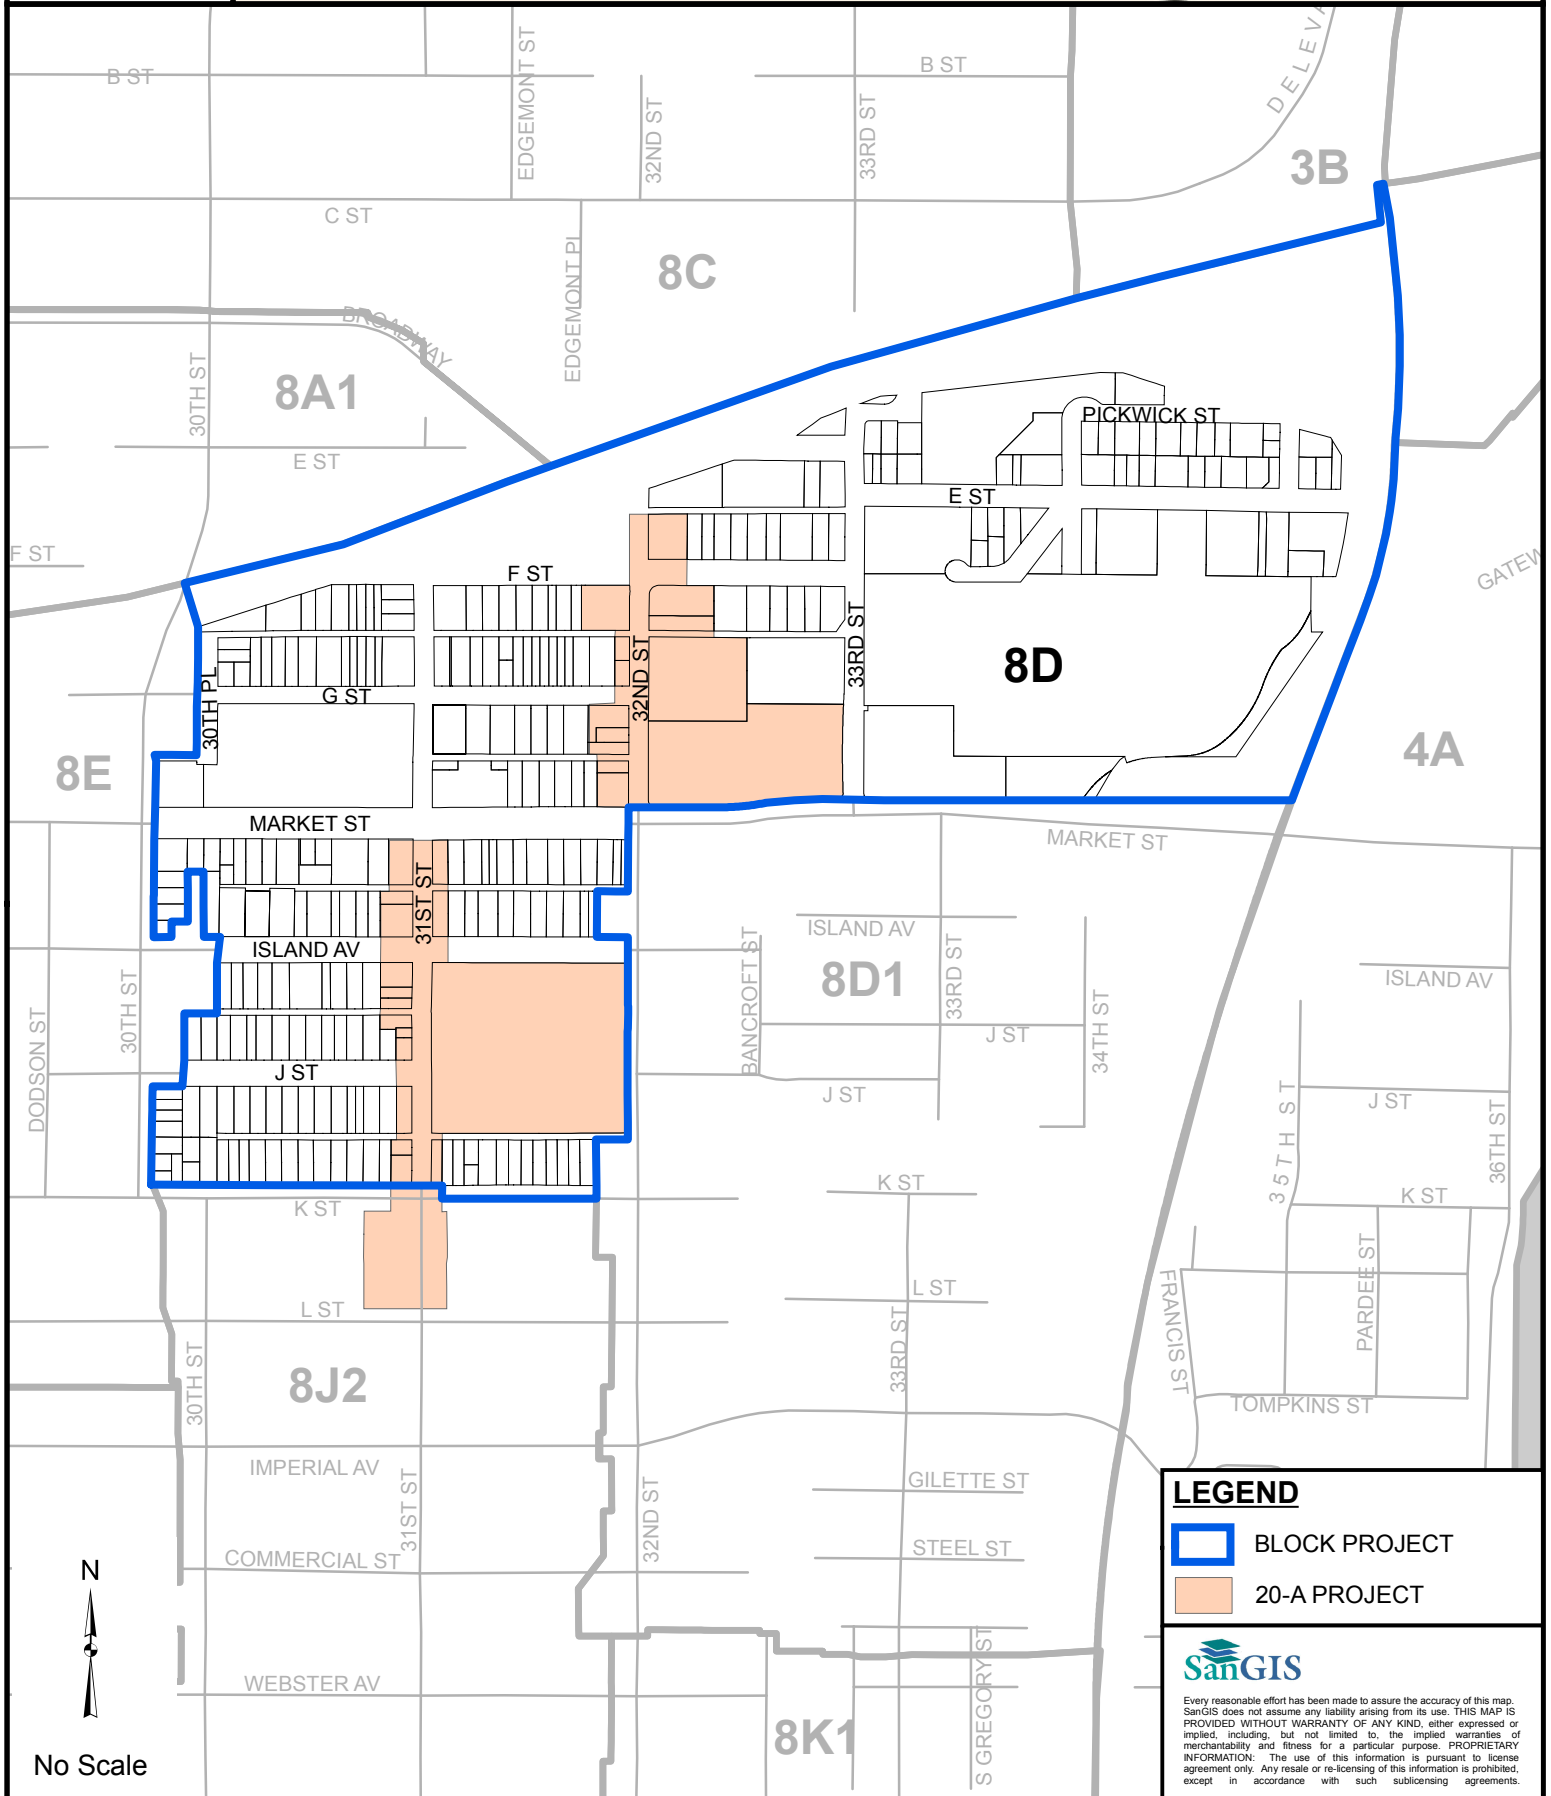 B ST
EDGEMONT ST
32ND ST
B ST
33RD ST
3B
C ST
EDGEMONT PL
8C
BROADWAY
30TH ST
8A1
E ST
PICKWICK ST
E ST
F ST
F ST
GATEW
33RD ST
32ND ST
8D
30TH PL
G ST
8E
4A
MARKET ST
MARKET ST
31ST ST
ISLAND AV
ISLAND AV
BANCROFT ST
8D1
33RD ST
ISLAND AV
30TH ST
DODSON ST
J ST
34TH ST
J ST
J ST
35TH ST
J ST
36TH ST
K ST
K ST
K ST
L ST
L ST
FRANCIS ST
PARDEE ST
30TH ST
8J2
33RD ST
TOMPKINS ST
IMPERIAL AV
31ST ST
32ND ST
GILETTE ST
LEGEND
BLOCK PROJECT
COMMERCIAL ST
STEEL ST
20-A PROJECT
N
WEBSTER AV
S GREGORY ST
8K1
No Scale
SanGIS
Every reasonable effort has been made to assure the accuracy of this map.
SanGIS does not assume any liability arising from its use. THIS MAP IS
PROVIDED WITHOUT WARRANTY OF ANY KIND, either expressed or
implied, including, but not limited to, the implied warranties of
merchantability and fitness for a particular purpose. PROPRIETARY
INFORMATION: The use of this information is pursuant to license
agreement only. Any resale or re-licensing of this information is prohibited,
except in accordance with such sublicensing agreements.